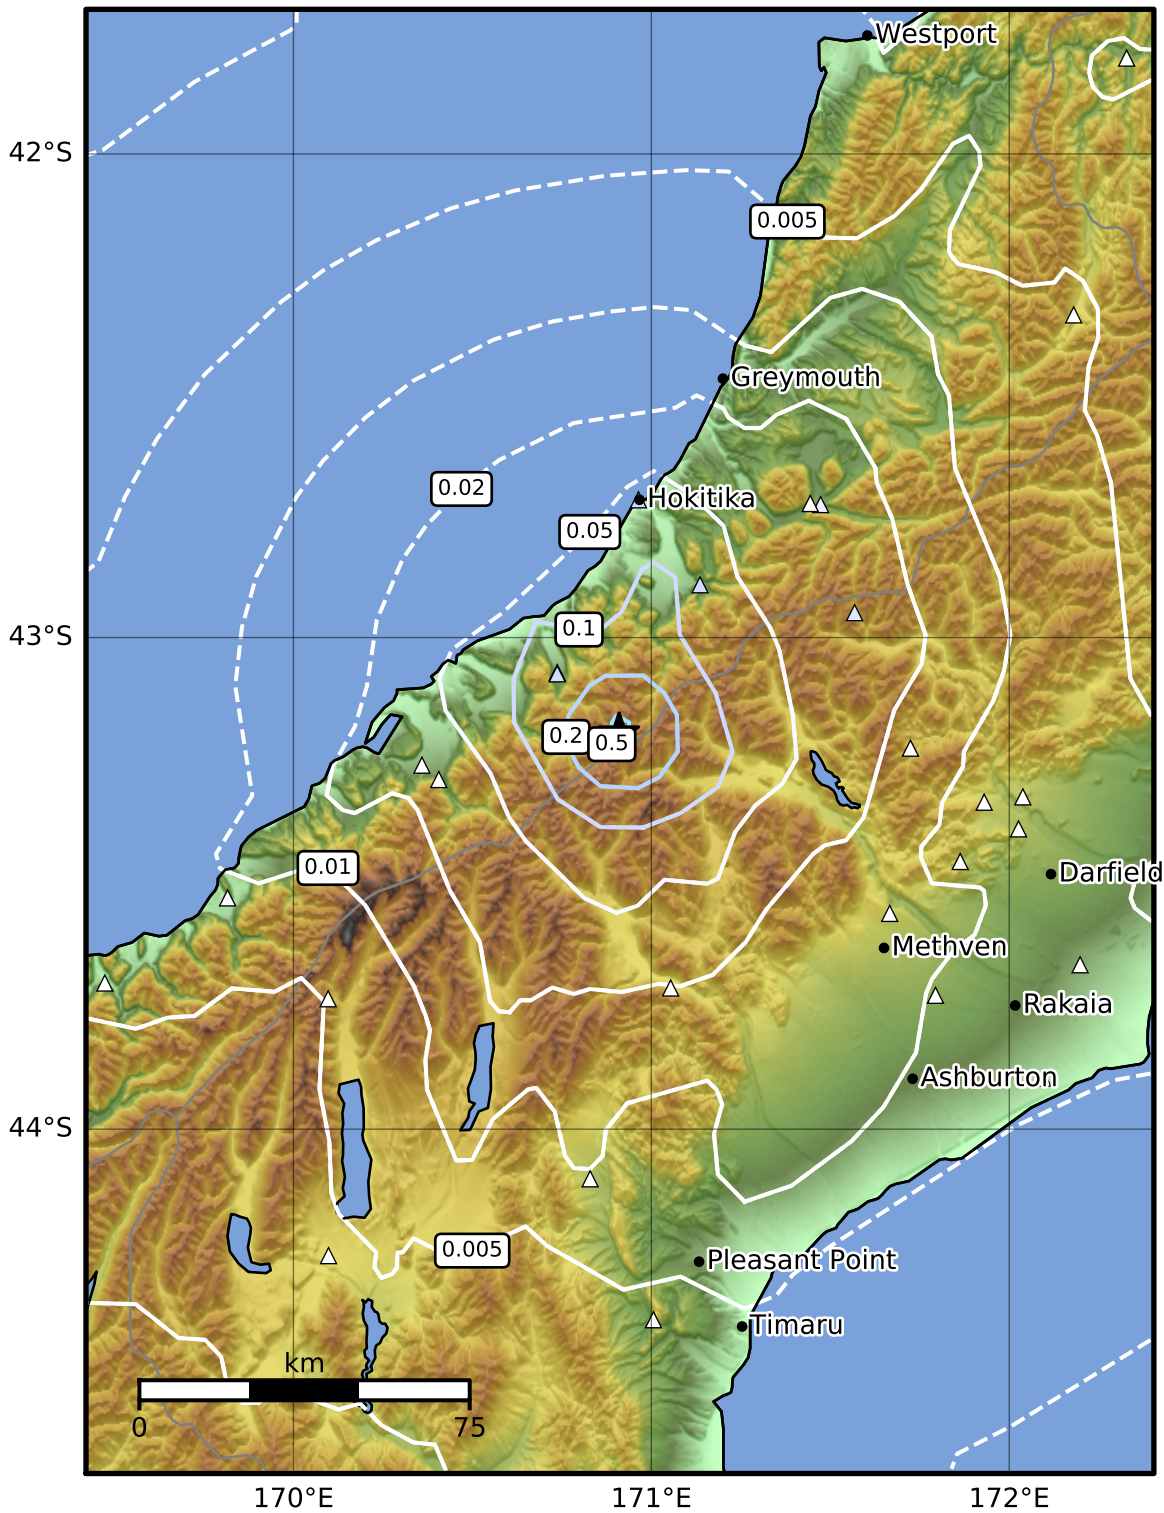 Westport
42°S
0.005
Greymouth
0.02
Hokitika
0.05
0.1
43°S
0.2
0.5
0.01
Darfield
Methven
Rakaia
Ashburton
44°S
0.005
Pleasant Point
Timaru
km
0 75
170°E 171°E 172°E